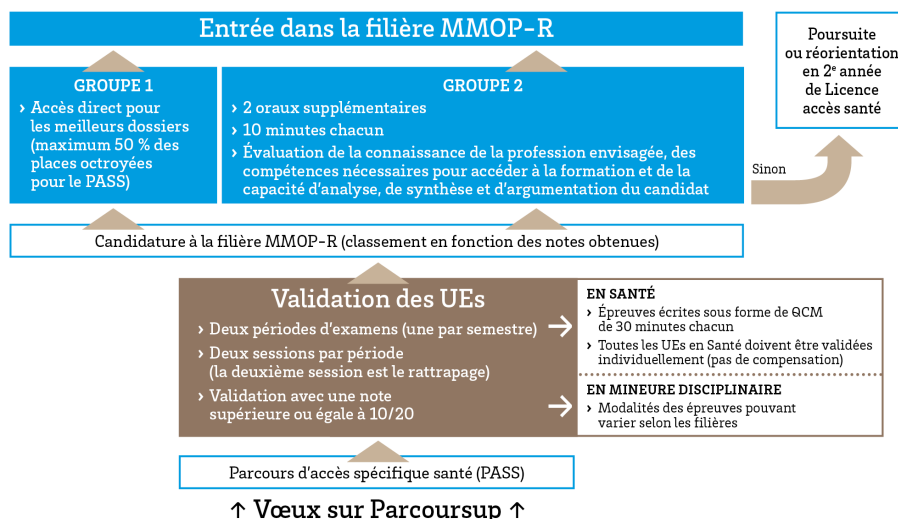 Entrée dans la filière MMOP-R
Poursuite
ou réorientation
en 2e année
de Licence
accès santé
GROUPE 1
› Accès direct pour
les meilleurs dossiers
(maximum 50 % des
places octroyées
pour le PASS)
GROUPE 2
› 2 oraux supplémentaires
› 10 minutes chacun
› Évaluation de la connaissance de la profession envisagée, des
compétences nécessaires pour accéder à la formation et de la
capacité d'analyse, de synthèse et d'argumentation du candidat
Sinon
Candidature à la filière MMOP-R (classement en fonction des notes obtenues)
Validation des UEs
› Deux périodes d'examens (une par semestre) →
› Deux sessions par période
(la deuxième session est le rattrapage)
› Validation avec une note
supérieure ou égale à 10/20 →
EN SANTÉ
› Épreuves écrites sous forme de QCM
de 30 minutes chacun
› Toutes les UEs en Santé doivent être validées
individuellement (pas de compensation)
EN MINEURE DISCIPLINAIRE
› Modalités des épreuves pouvant
varier selon les filières
Parcours d'accès spécifique santé (PASS)
↑ Vœux sur Parcoursup ↑